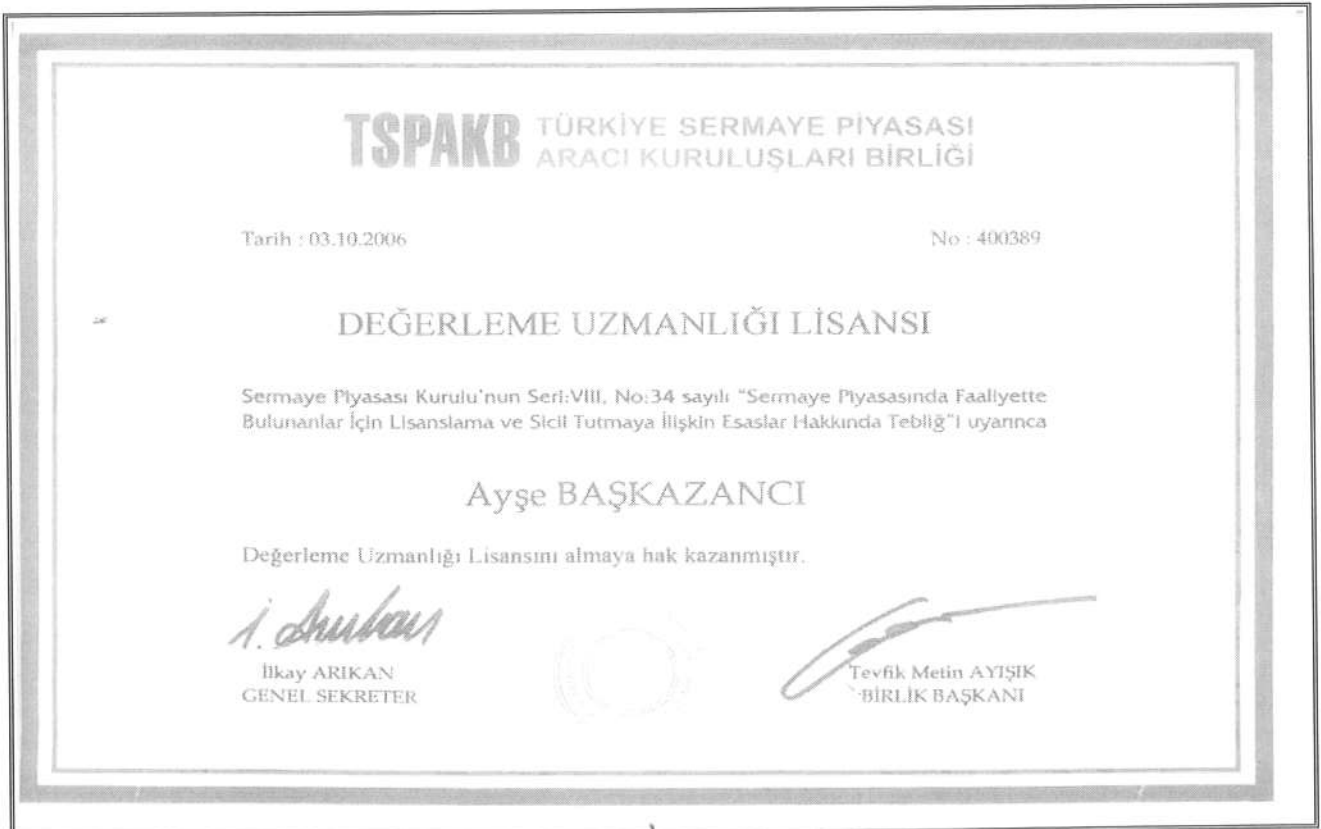 TSPAKB TÜRKİYE SERMAYE PİYASASI
ARACI KURULUŞLARI BİRLİĞİ
Tarih : 03.10.2006 No : 400389
DEĞERLEME UZMANLIĞI LİSANSI
Sermaye Piyasası Kurulu'nun Seri:VIII, No:34 sayılı "Sermaye Piyasasında Faaliyette
Bulunanlar İçin Lisanslama ve Sicil Tutmaya İlişkin Esaslar Hakkında Tebliğ"i uyarınca
Ayşe BAŞKAZANCI
Değerleme Uzmanlığı Lisansını almaya hak kazanmıştır.
İ. Arıkan
İlkay ARIKAN
GENEL SEKRETER
Tevfik Metin AYIŞIK
BİRLİK BAŞKANI